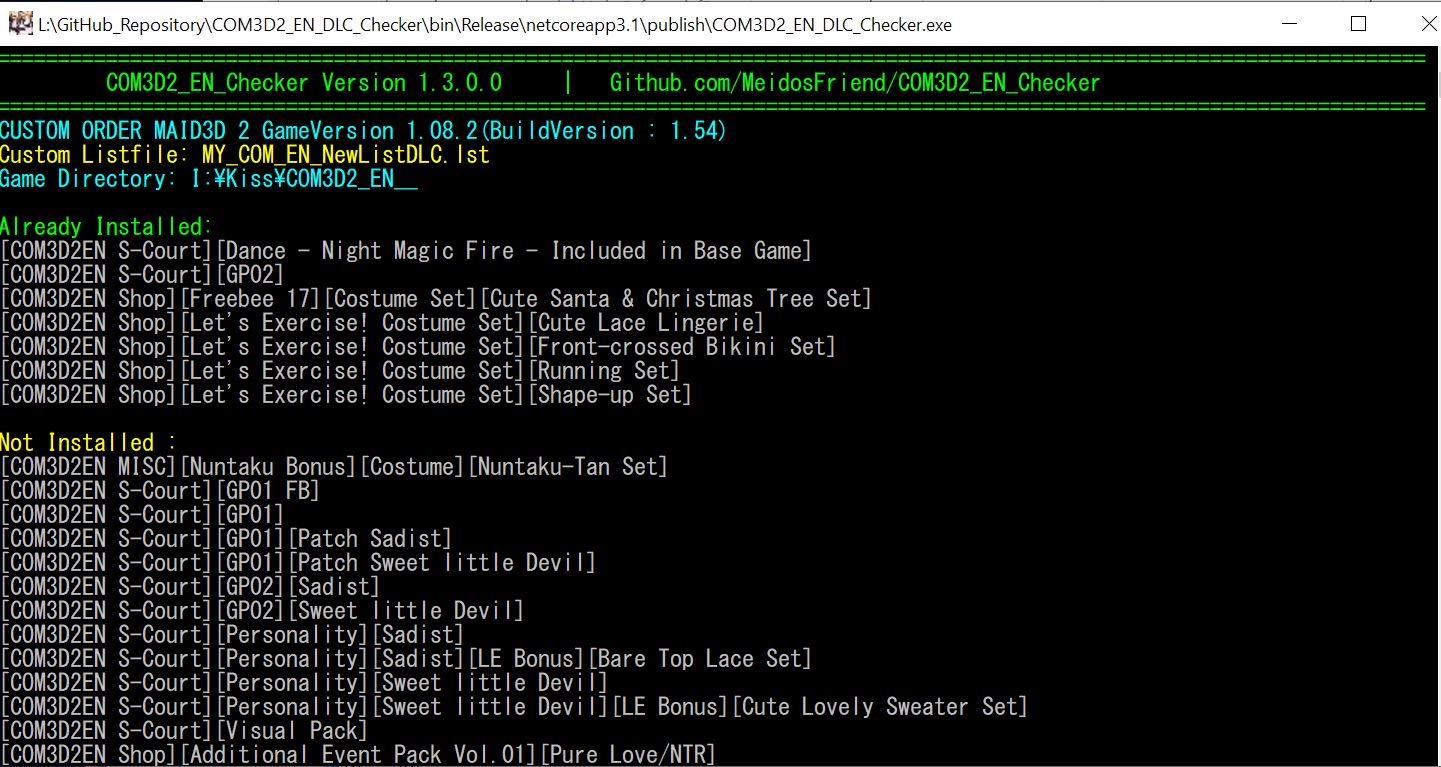 L:\GitHub_Repository\COM3D2_EN_DLC_Checker\bin\Release\netcoreapp3.1\publish\COM3D2_EN_DLC_Checker.exe
COM3D2_EN_Checker Version 1.3.0.0 | Github.com/MeidosFriend/COM3D2_EN_Checker
CUSTOM ORDER MAID3D 2 GameVersion 1.08.2(BuildVersion : 1.54)
Custom Listfile: MY_COM_EN_NewListDLC.lst
Game Directory: I:¥Kiss¥COM3D2_EN__
Already Installed:
[COM3D2EN S-Court][Dance - Night Magic Fire - Included in Base Game]
[COM3D2EN S-Court][GP02]
[COM3D2EN Shop][Freebee 17][Costume Set][Cute Santa & Christmas Tree Set]
[COM3D2EN Shop][Let's Exercise! Costume Set][Cute Lace Lingerie]
[COM3D2EN Shop][Let's Exercise! Costume Set][Front-crossed Bikini Set]
[COM3D2EN Shop][Let's Exercise! Costume Set][Running Set]
[COM3D2EN Shop][Let's Exercise! Costume Set][Shape-up Set]
Not Installed :
[COM3D2EN MISC][Nuntaku Bonus][Costume][Nuntaku-Tan Set]
[COM3D2EN S-Court][GP01 FB]
[COM3D2EN S-Court][GP01]
[COM3D2EN S-Court][GP01][Patch Sadist]
[COM3D2EN S-Court][GP01][Patch Sweet little Devil]
[COM3D2EN S-Court][GP02][Sadist]
[COM3D2EN S-Court][GP02][Sweet little Devil]
[COM3D2EN S-Court][Personality][Sadist]
[COM3D2EN S-Court][Personality][Sadist][LE Bonus][Bare Top Lace Set]
[COM3D2EN S-Court][Personality][Sweet little Devil]
[COM3D2EN S-Court][Personality][Sweet little Devil][LE Bonus][Cute Lovely Sweater Set]
[COM3D2EN S-Court][Visual Pack]
[COM3D2EN Shop][Additional Event Pack Vol.01][Pure Love/NTR]